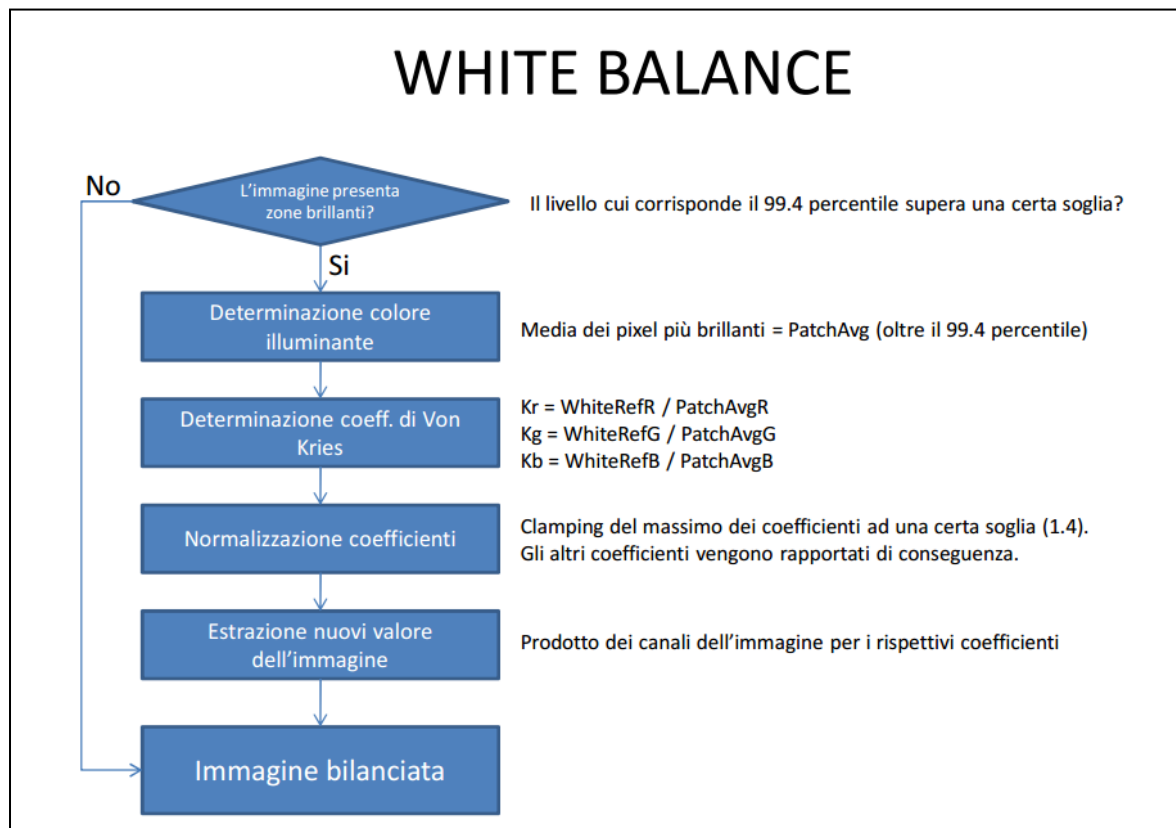 WHITE BALANCE
No
L'immagine presenta
zone brillanti?
Il livello cui corrisponde il 99.4 percentile supera una certa soglia?
Si
Determinazione colore
illuminante
Media dei pixel più brillanti = PatchAvg (oltre il 99.4 percentile)
Determinazione coeff. di Von
Kries
Kr = WhiteRefR / PatchAvgR
Kg = WhiteRefG / PatchAvgG
Kb = WhiteRefB / PatchAvgB
Normalizzazione coefficienti
Clamping del massimo dei coefficienti ad una certa soglia (1.4).
Gli altri coefficienti vengono rapportati di conseguenza.
Estrazione nuovi valore
dell'immagine
Prodotto dei canali dell'immagine per i rispettivi coefficienti
Immagine bilanciata